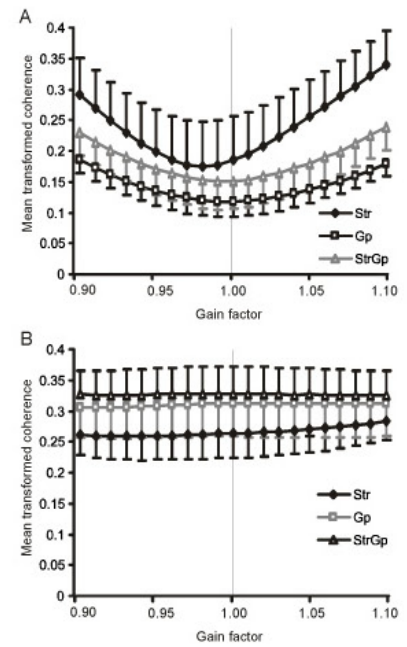 A
0.4
0.35
0.3
0.25
0.2
0.15
0.1
0.05
0
Mean transformed coherence
Str
Gp
StrGp
0.90 0.95 1.00 1.05 1.10
Gain factor
B
0.4
0.35
0.3
0.25
0.2
0.15
0.1
0.05
0
Mean transformed coherence
Str
Gp
StrGp
0.90 0.95 1.00 1.05 1.10
Gain factor